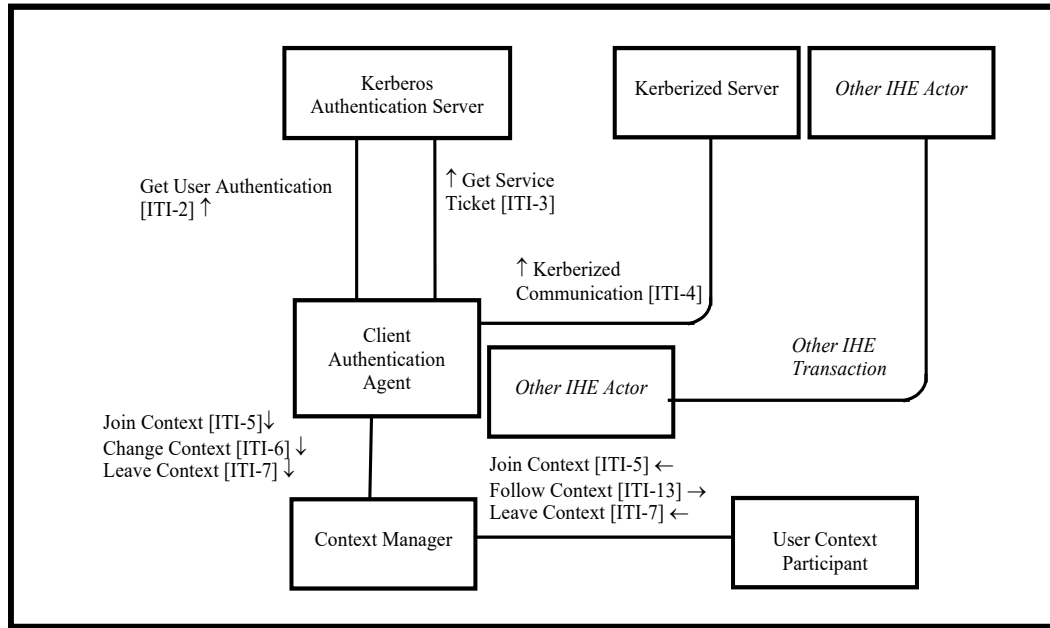 Kerberos
Authentication Server
Kerberized Server
Other IHE Actor
Get User Authentication
[ITI-2] ↑
↑ Get Service
Ticket [ITI-3]
↑ Kerberized
Communication [ITI-4]
Client
Authentication
Agent
Other IHE Actor
Other IHE
Transaction
Join Context [ITI-5]↓
Change Context [ITI-6] ↓
Leave Context [ITI-7] ↓
Join Context [ITI-5] ←
Follow Context [ITI-13] →
Leave Context [ITI-7] ←
Context Manager
User Context
Participant